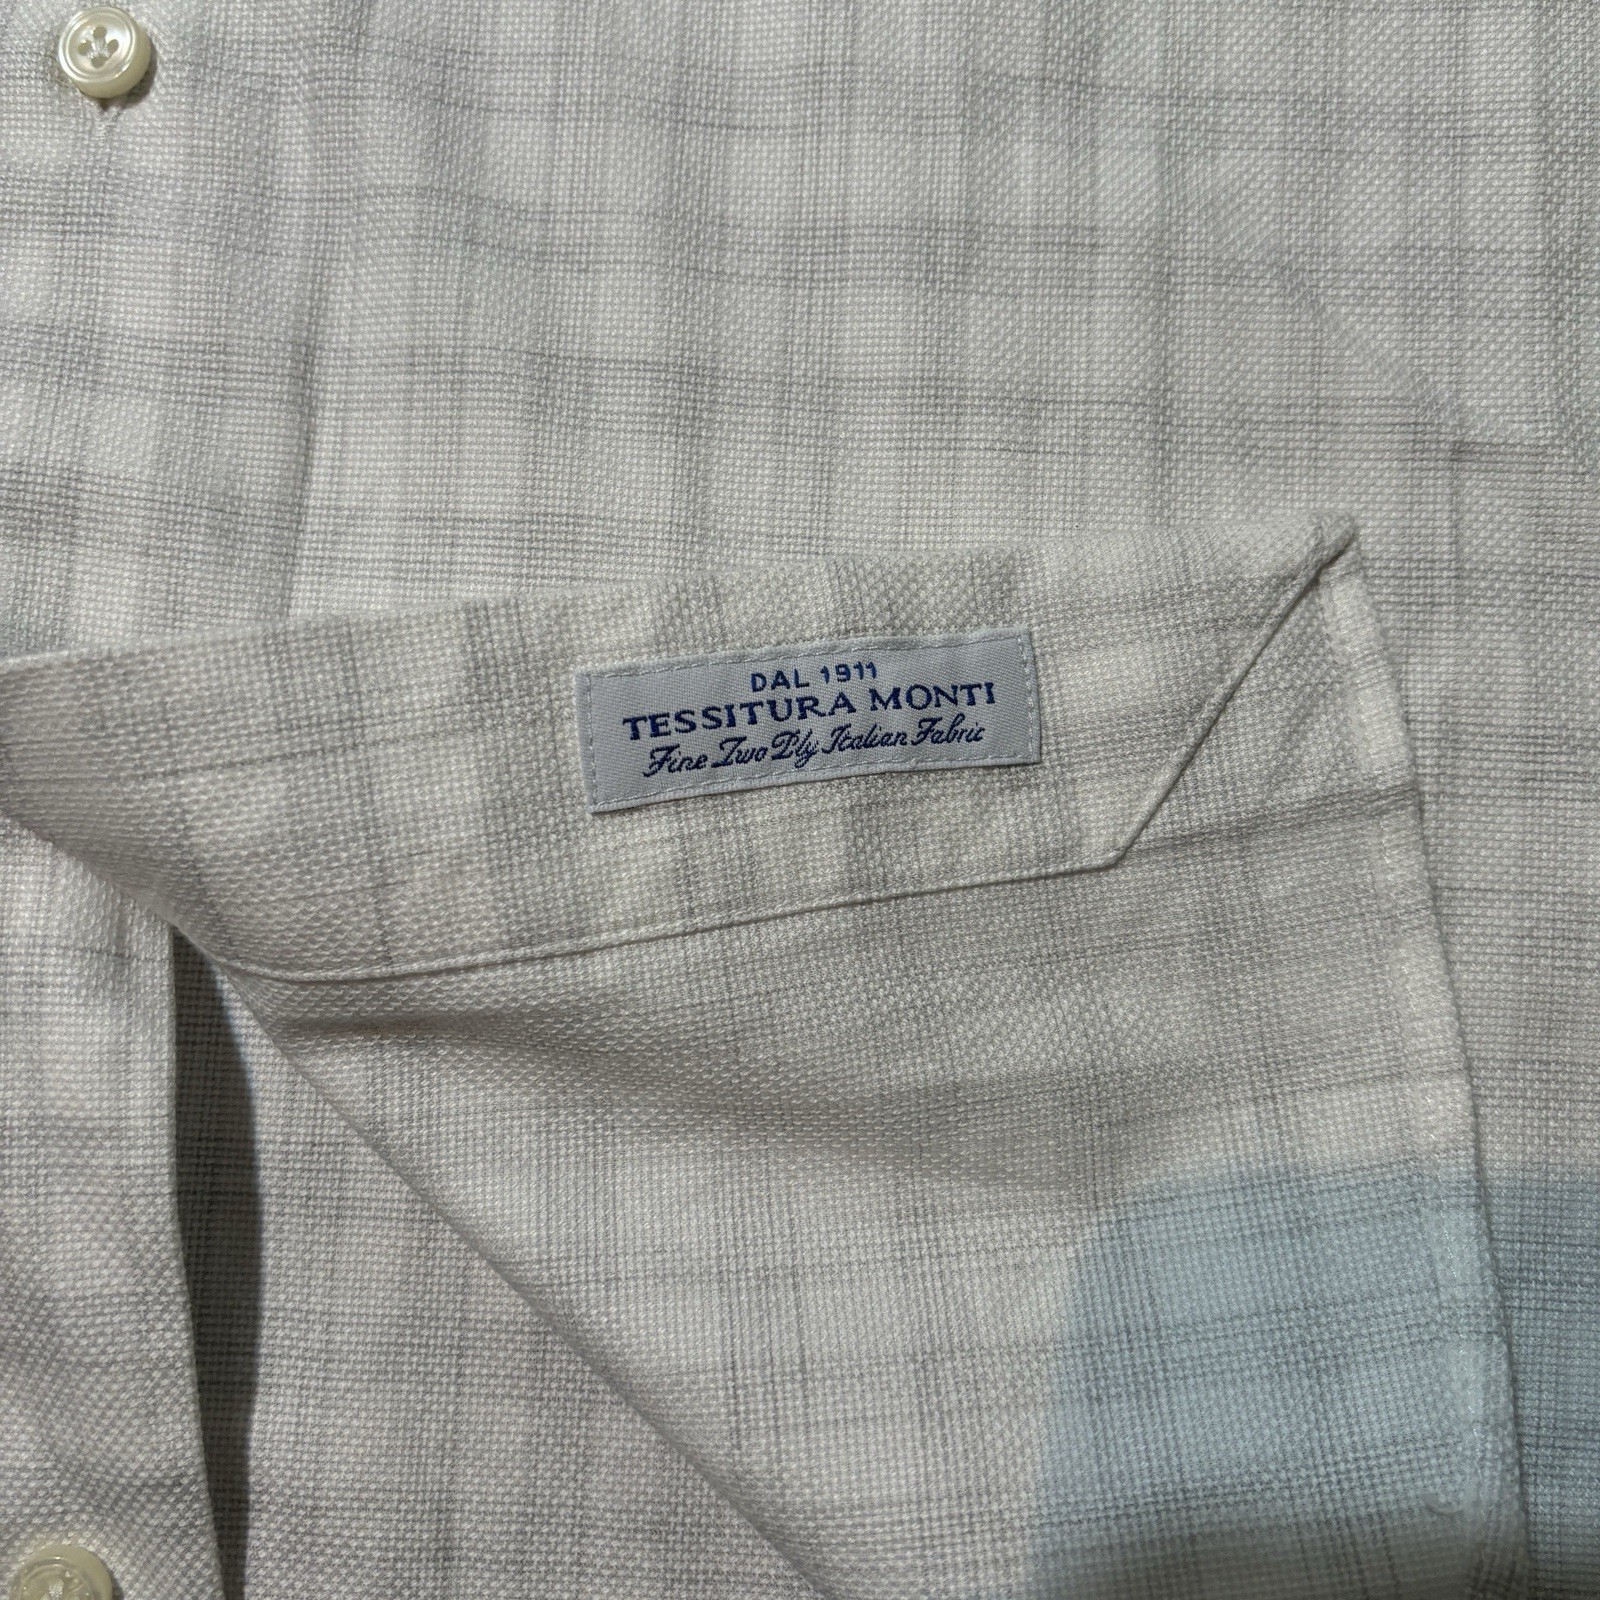 DAL 1911
TESSITURA MONTI
Fine Two Ply Italian Fabric